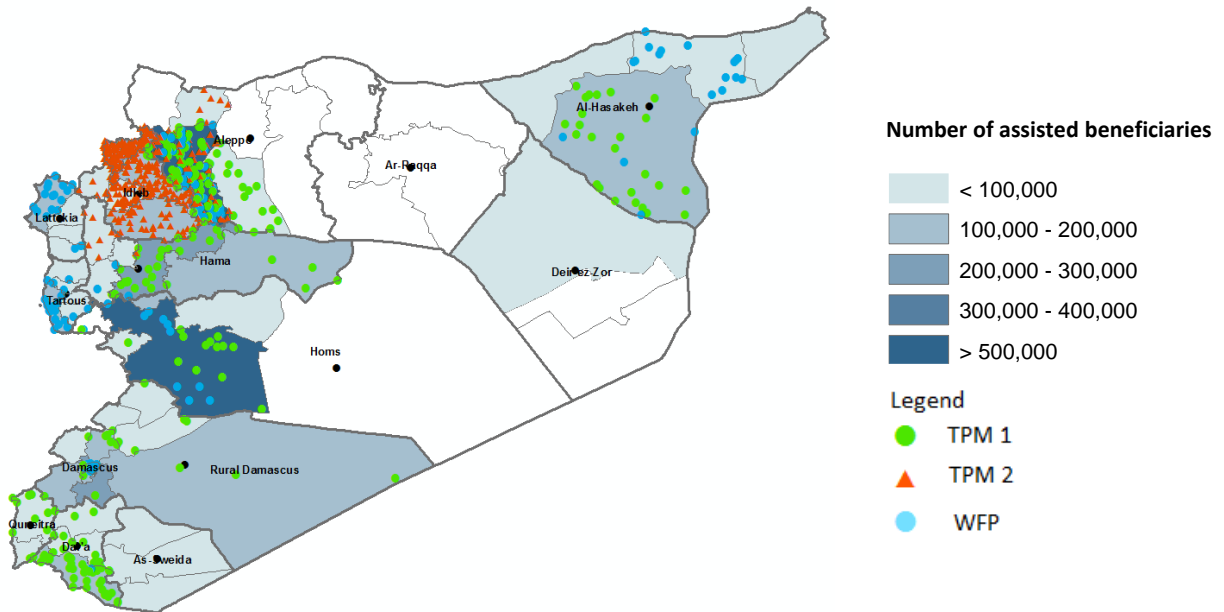 Aleppo
Al-Hasakeh
Ar-Raqqa
Idleb
Lattakia
Hama
Deir-ez-Zor
Tartous
Homs
Damascus
Rural Damascus
Quneitra
Dar'a
As-Sweida
Number of assisted beneficiaries
< 100,000
100,000 - 200,000
200,000 - 300,000
300,000 - 400,000
> 500,000
Legend
TPM 1
TPM 2
WFP